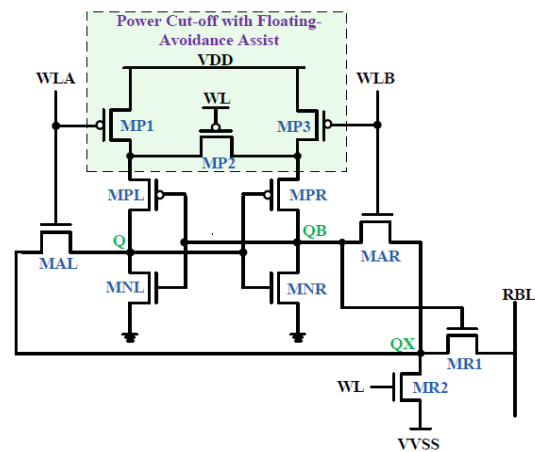 Power Cut-off with Floating-
Avoidance Assist
VDD
WLA
WL
WLB
MP1
MP3
MP2
MPL
MPR
Q
QB
MAL
MAR
MNL
MNR
RBL
QX
MR1
WL
MR2
VVSS